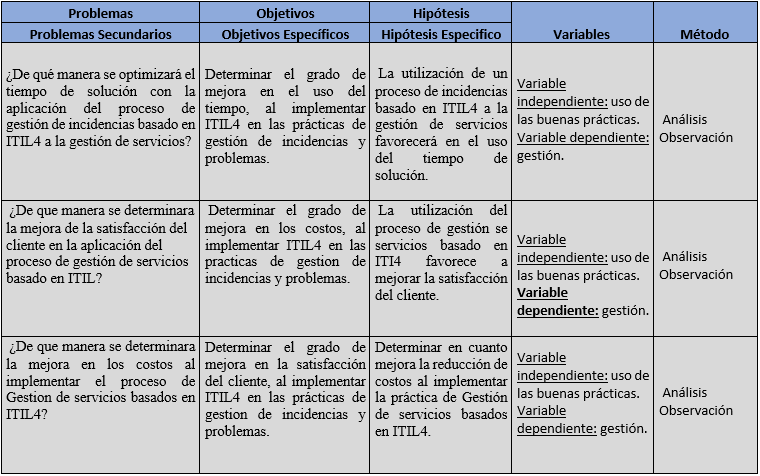 Problemas
Objetivos
Hipótesis
Variables
Método
Problemas Secundarios
Objetivos Específicos
Hipótesis Especifico
¿De qué manera se optimizará el
tiempo de solución con la
aplicación del proceso de
gestión de incidencias basado en
ITIL4 a la gestión de servicios?
Determinar el grado de
mejora en el uso del
tiempo, al implementar
ITIL4 en las prácticas de
gestión de incidencias y
problemas.
La utilización de un
proceso de incidencias
basado en ITIL4 a la
gestión de servicios
favorecerá en el uso
del tiempo de
solución.
Variable
independiente: uso de
las buenas prácticas.
Variable dependiente:
gestión.
Análisis
Observación
¿De que manera se determinara
la mejora de la satisfacción del
cliente en la aplicación del
proceso de gestión de servicios
basado en ITIL?
Determinar el grado de
mejora en los costos, al
implementar ITIL4 en las
practicas de gestion de
incidencias y problemas.
La utilización del
proceso de gestión se
servicios basado en
ITI4 favorece a
mejorar la satisfacción
del cliente.
Variable
independiente: uso de
las buenas prácticas.
Variable
dependiente: gestión.
Análisis
Observación
¿De que manera se determinara
la mejora en los costos al
implementar el proceso de
Gestion de servicios basados en
ITIL4?
Determinar el grado de
mejora en la satisfacción
del cliente, al implementar
ITIL4 en las prácticas de
gestion de incidencias y
problemas.
Determinar en cuanto
mejora la reducción de
costos al implementar
la práctica de Gestión
de servicios basados
en ITIL4.
Variable
independiente: uso de
las buenas prácticas.
Variable
dependiente: gestión.
Análisis
Observación